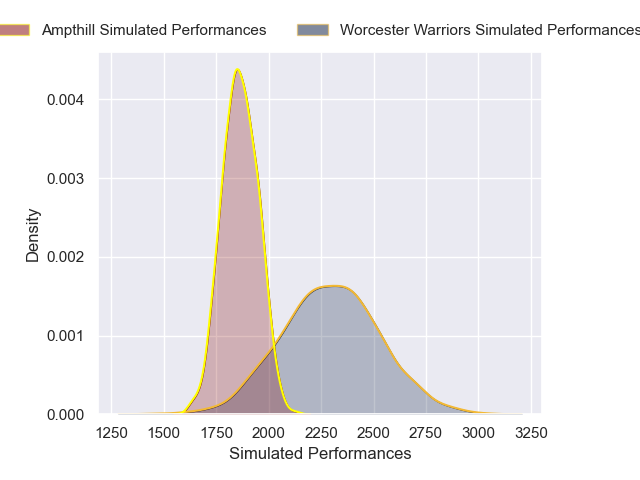 Ampthill Simulated Performances
Worcester Warriors Simulated Performances
0.004
0.003
0.002
0.001
0.000
Density
1250 1500 1750 2000 2250 2500 2750 3000 3250
Simulated Performances